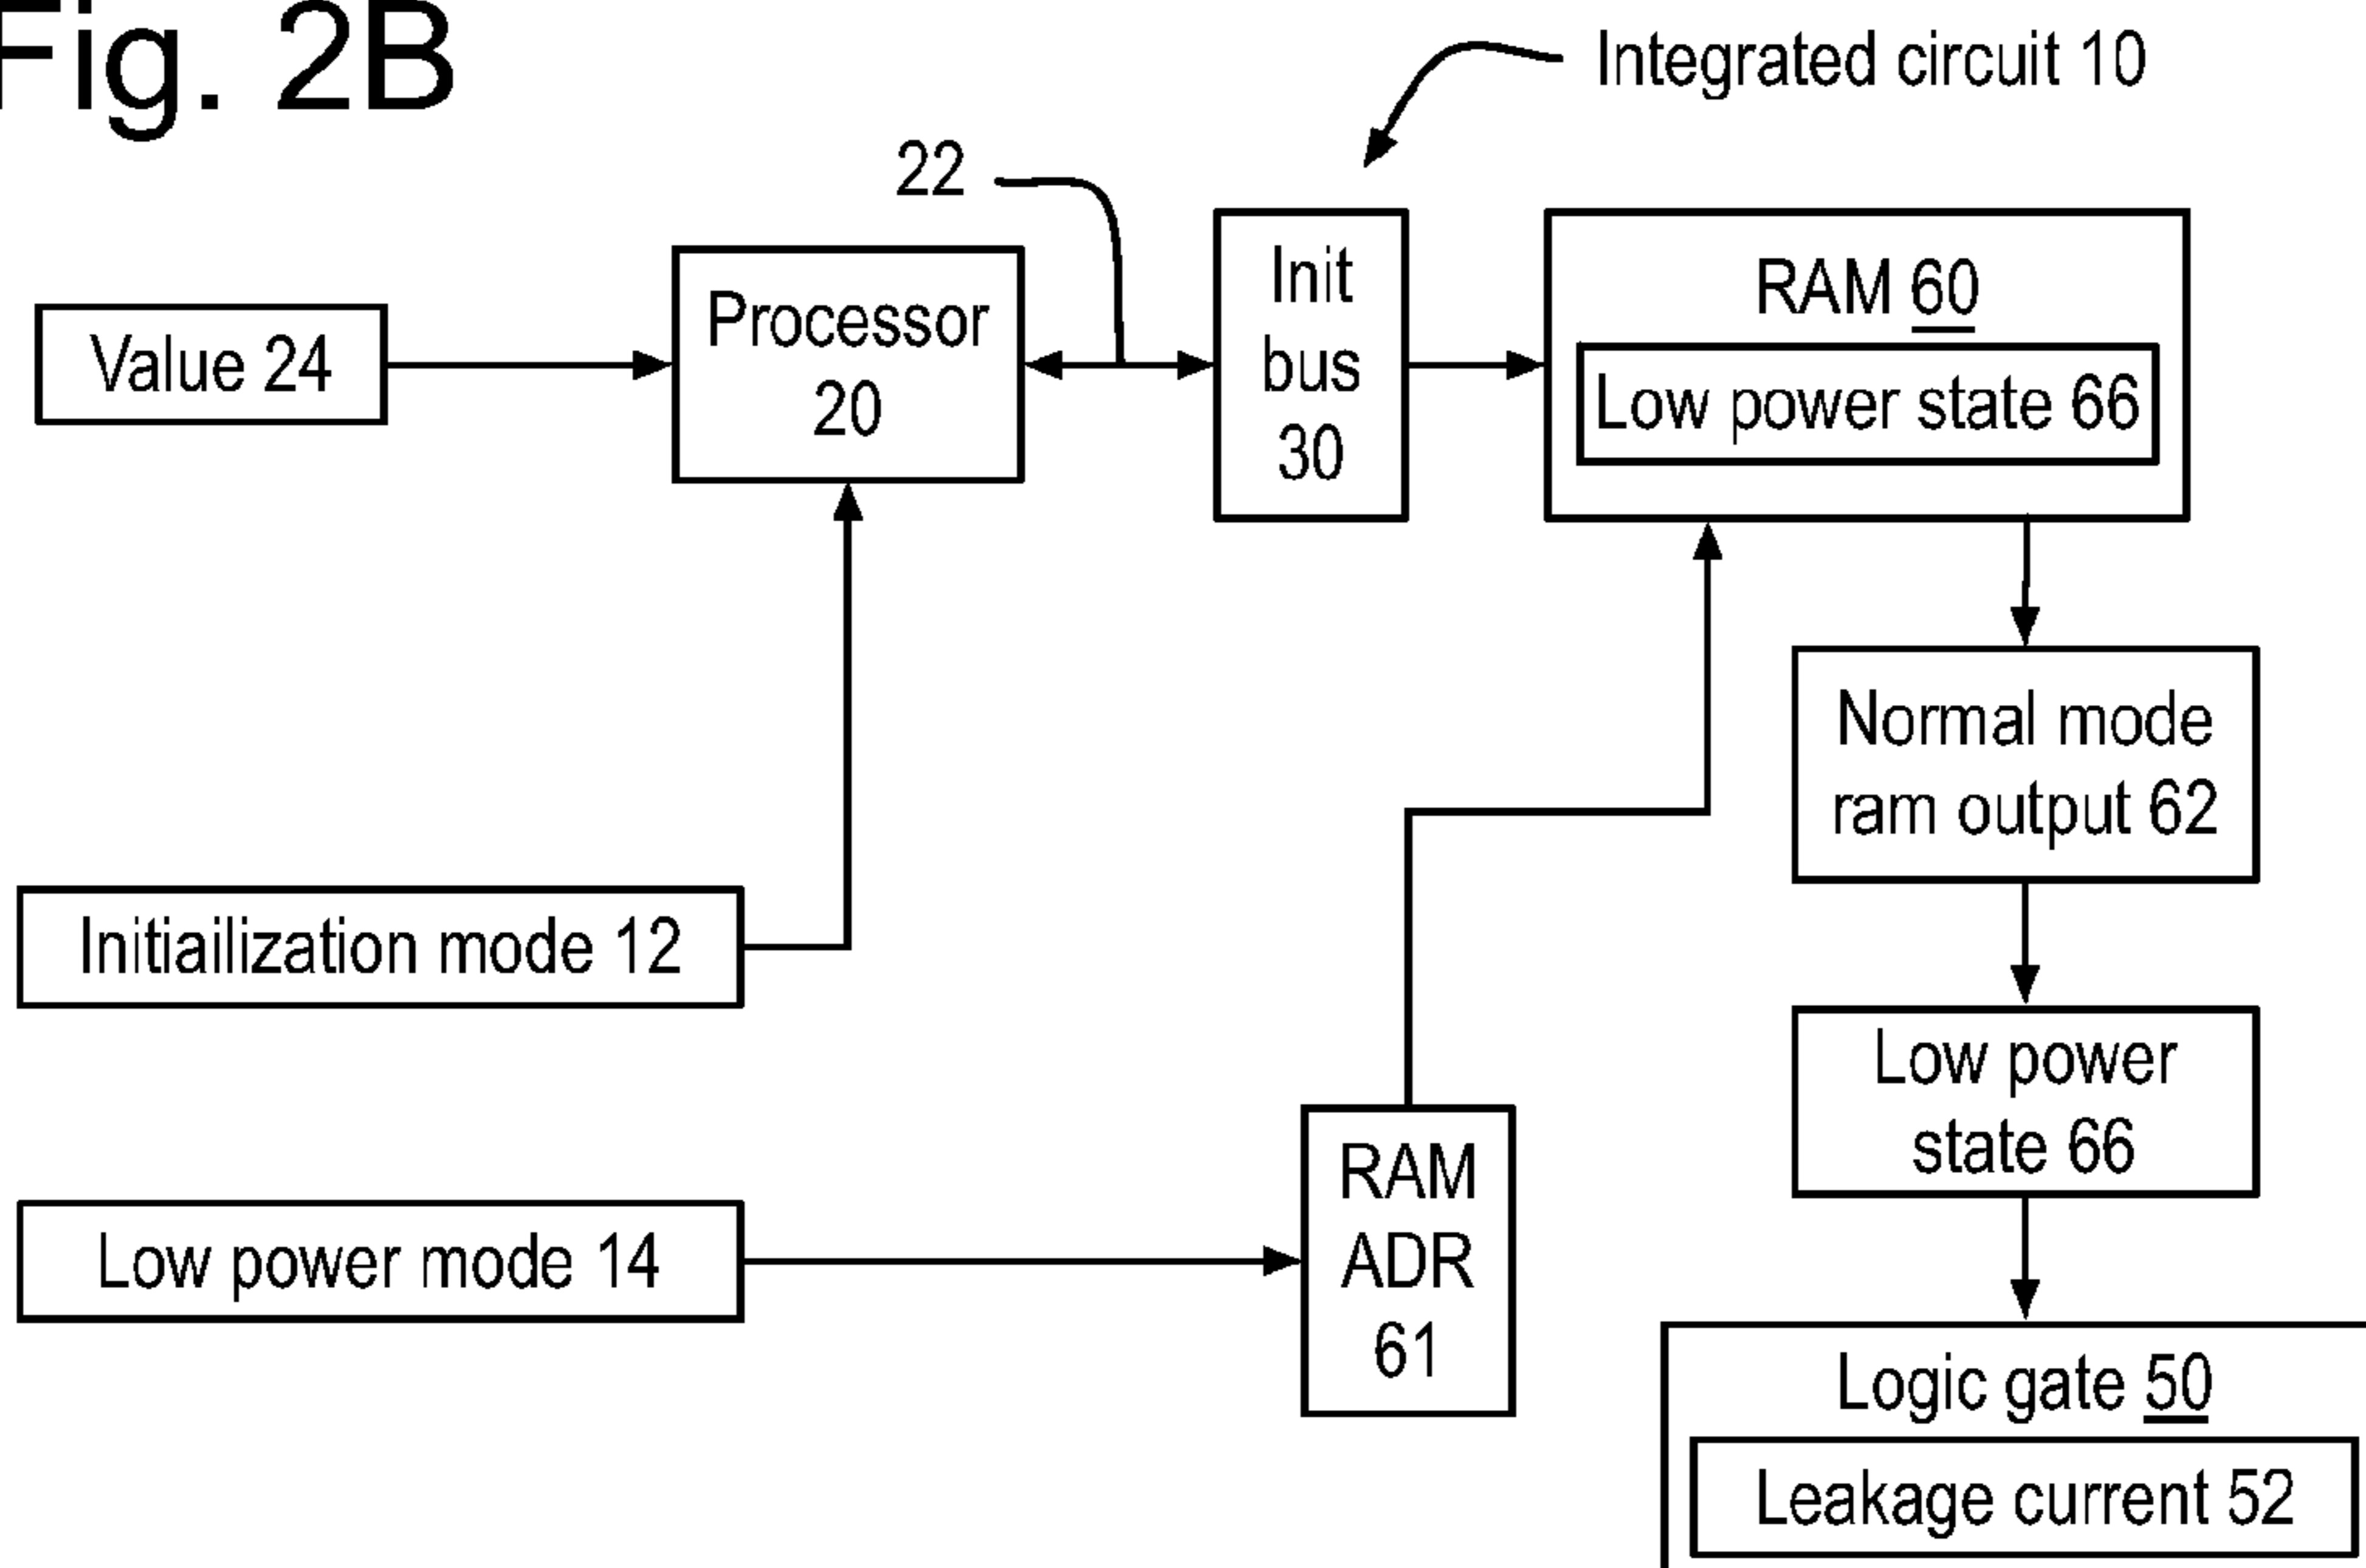 Fig. 2B
Integrated circuit 10
22
Value 24
Processor
20
Init
bus
30
RAM 60
Low power state 66
Normal mode
ram output 62
Initiailization mode 12
Low power
state 66
Low power mode 14
RAM
ADR
61
Logic gate 50
Leakage current 52